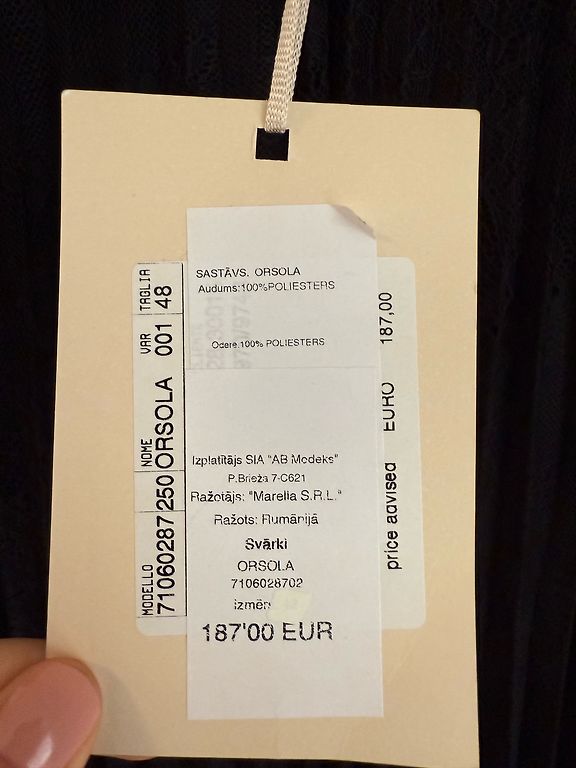 SASTĀVS. ORSOLA
Audums:100%POLIESTERS
Odere 100% POLIESTERS
Izplatītājs SIA "AB Modeks"
P.Brieža 7-C621
Ražotājs: "Marella S.R.L."
Ražots: Rumānijā
Svārki
ORSOLA
7106028702
izmērs
187'00 EUR
MODELLO NOME VAR TAGLIA
71060287 250 ORSOLA 001 48
price advised EURO 187,00